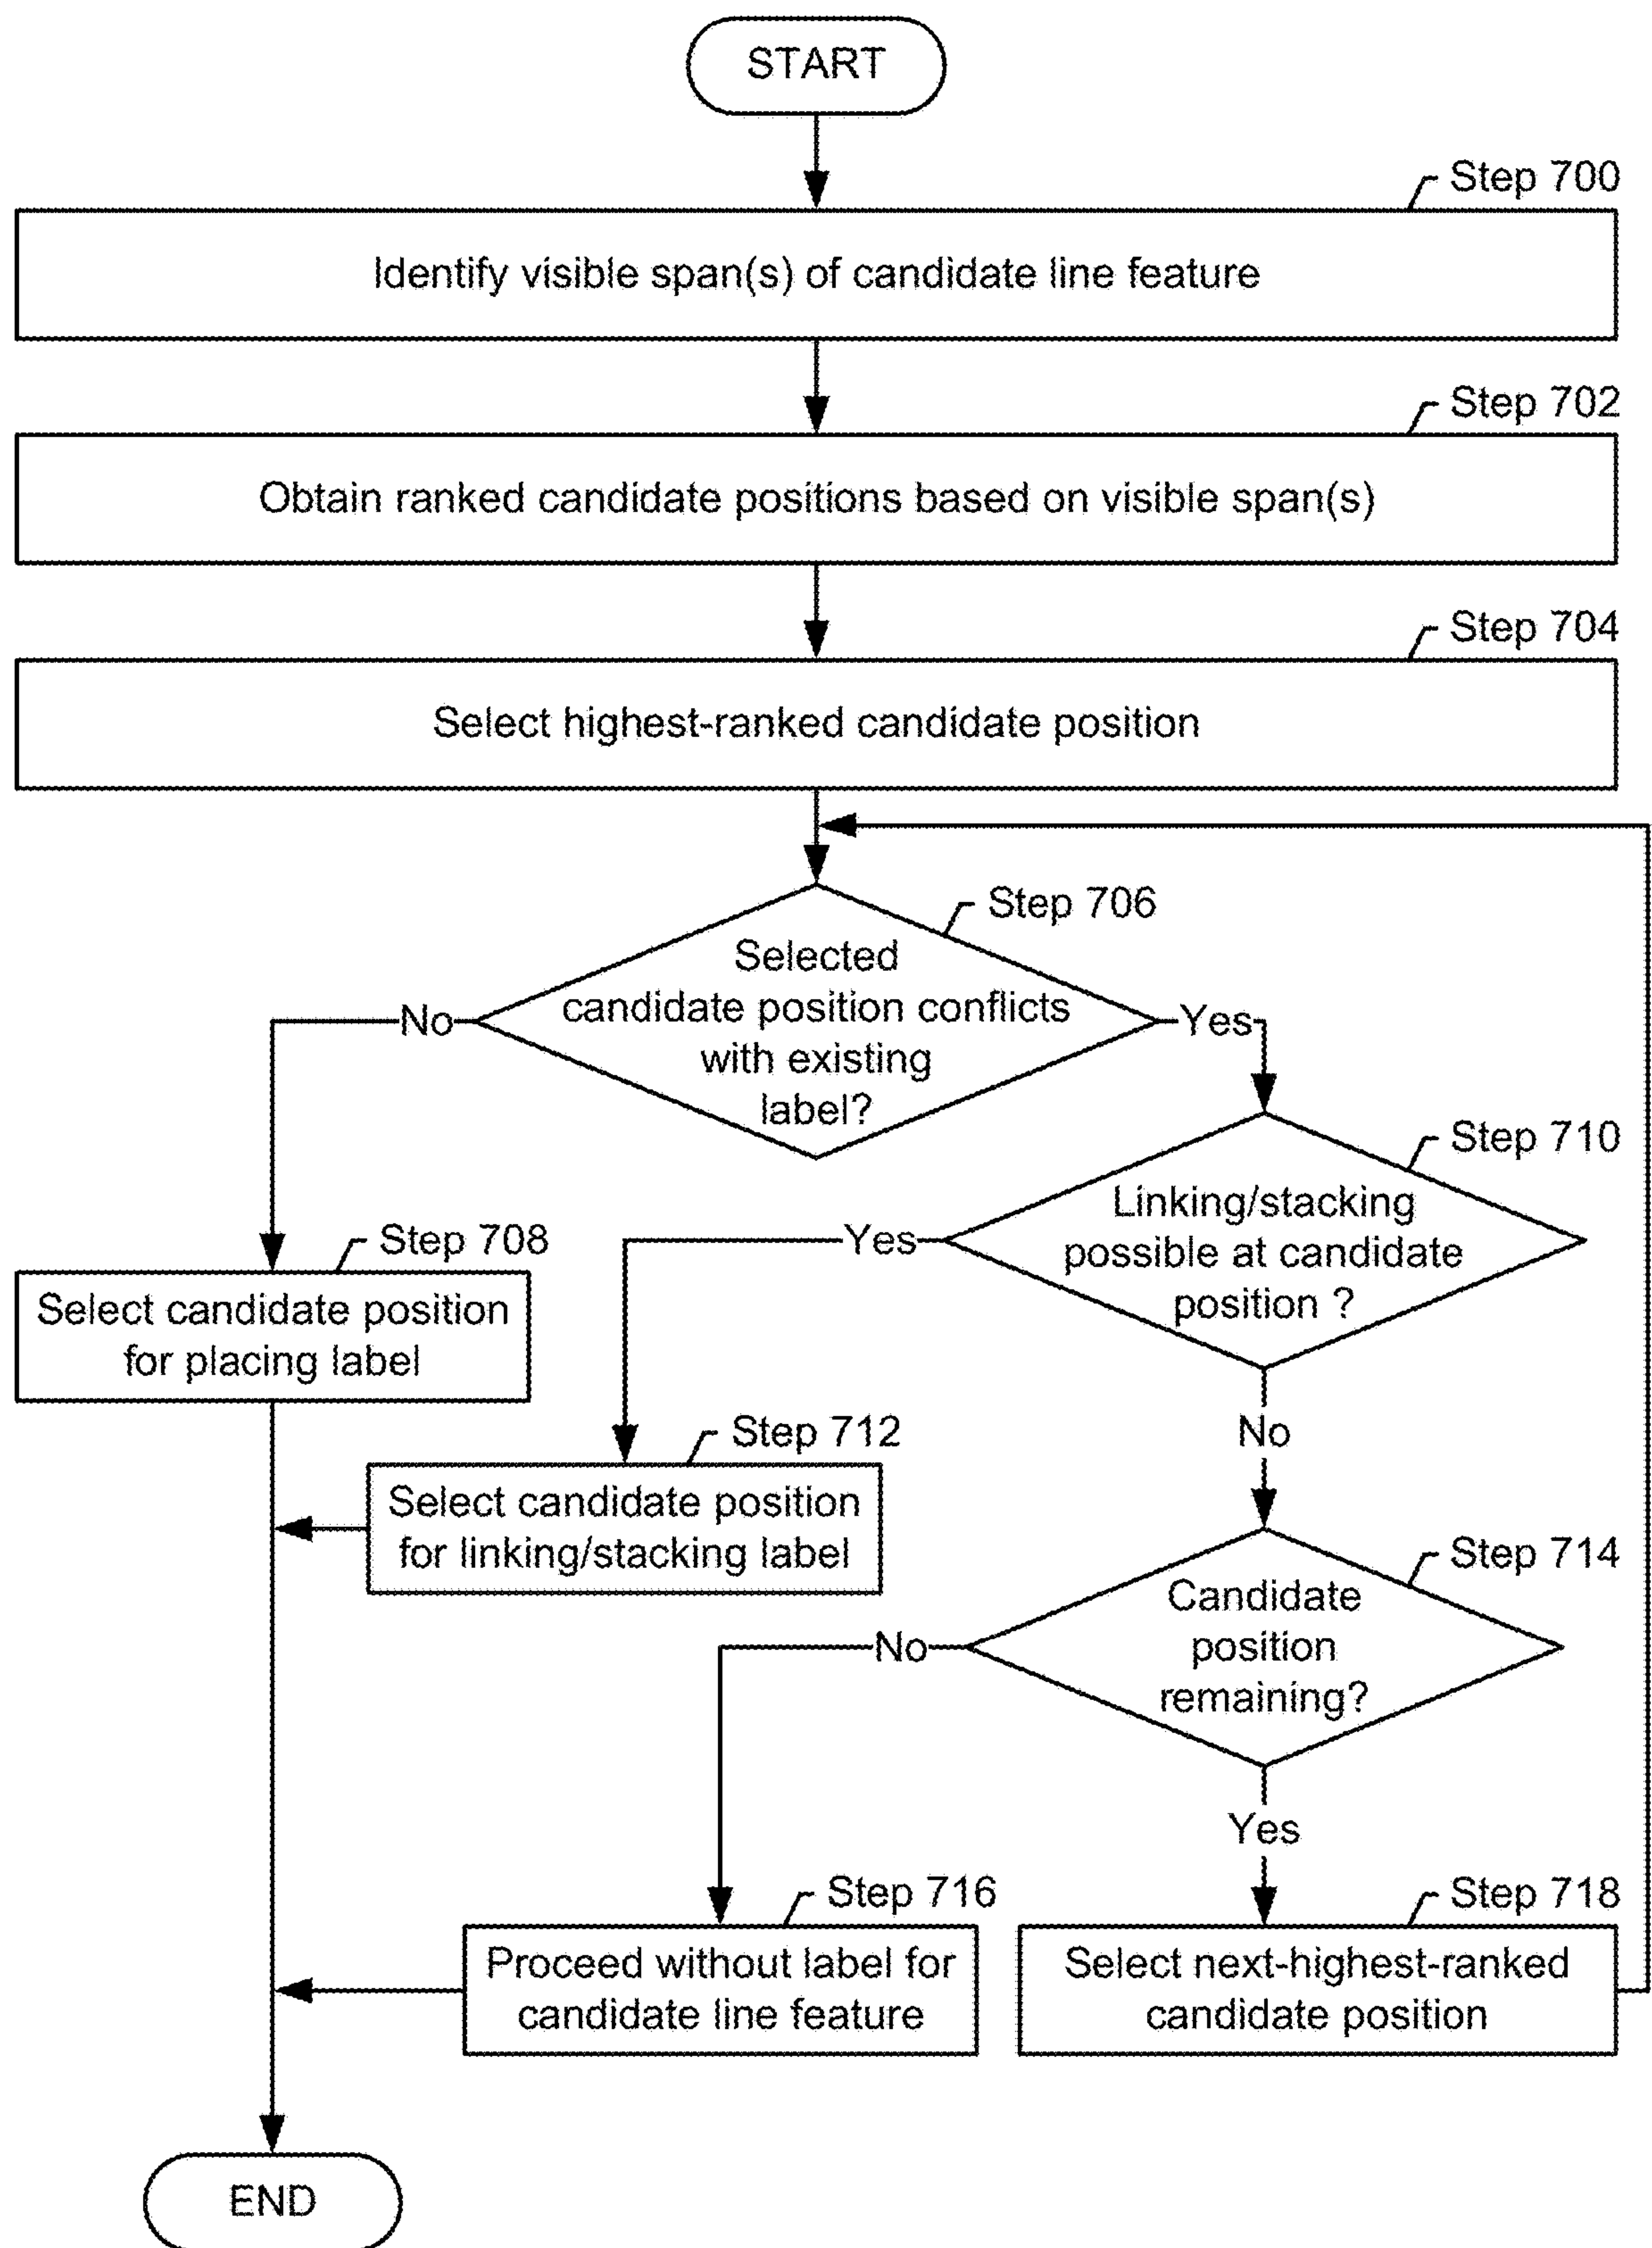 START
Step 700
Identify visible span(s) of candidate line feature
Step 702
Obtain ranked candidate positions based on visible span(s)
Step 704
Select highest-ranked candidate position
Step 706
Selected
candidate position conflicts
with existing
label?
No
Yes
Step 710
Linking/stacking
possible at candidate
position ?
Yes
Step 708
Select candidate position
for placing label
No
Step 712
Select candidate position
for linking/stacking label
Step 714
Candidate
position
remaining?
No
Yes
Step 716
Proceed without label for
candidate line feature
Step 718
Select next-highest-ranked
candidate position
END